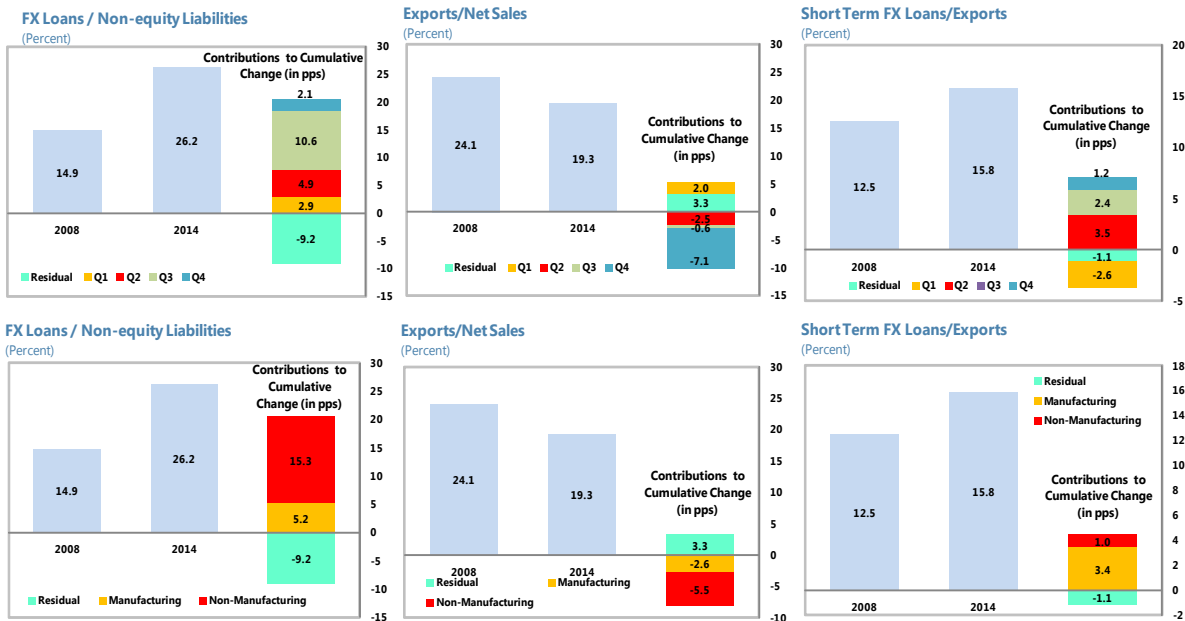 FX Loans / Non-equity Liabilities
(Percent)
Contributions to Cumulative
Change (in pps)
30
25
20
15
10
5
0
-5
-10
-15
14.9
26.2
2.1
10.6
4.9
2.9
-9.2
2008
2014
Residual Q1 Q2 Q3 Q4
Exports/Net Sales
(Percent)
Contributions to
Cumulative Change
(in pps)
30
25
20
15
10
5
0
-5
-10
-15
24.1
19.3
2.0
3.3
-2.5
-0.6
-7.1
2008
2014
Residual Q1 Q2 Q3 Q4
Short Term FX Loans/Exports
(Percent)
Contributions to
Cumulative Change
(in pps)
20
15
10
5
0
-5
12.5
15.8
1.2
2.4
3.5
-1.1
-2.6
2008
2014
Residual Q1 Q2 Q3 Q4
FX Loans / Non-equity Liabilities
(Percent)
Contributions to
Cumulative
Change (in pps)
30
25
20
15
10
5
0
-5
-10
-15
14.9
26.2
15.3
5.2
-9.2
2008
2014
Residual Manufacturing Non-Manufacturing
Exports/Net Sales
(Percent)
Contributions to
Cumulative Change
(in pps)
30
25
20
15
10
5
0
-5
-10
24.1
19.3
3.3
-2.6
-5.5
2008
2014
Residual Manufacturing
Non-Manufacturing
Short Term FX Loans/Exports
(Percent)
Residual
Manufacturing
Non-Manufacturing
Contributions to
Cumulative Change
(in pps)
18
16
14
12
10
8
6
4
2
0
-2
12.5
15.8
1.0
3.4
-1.1
2008
2014